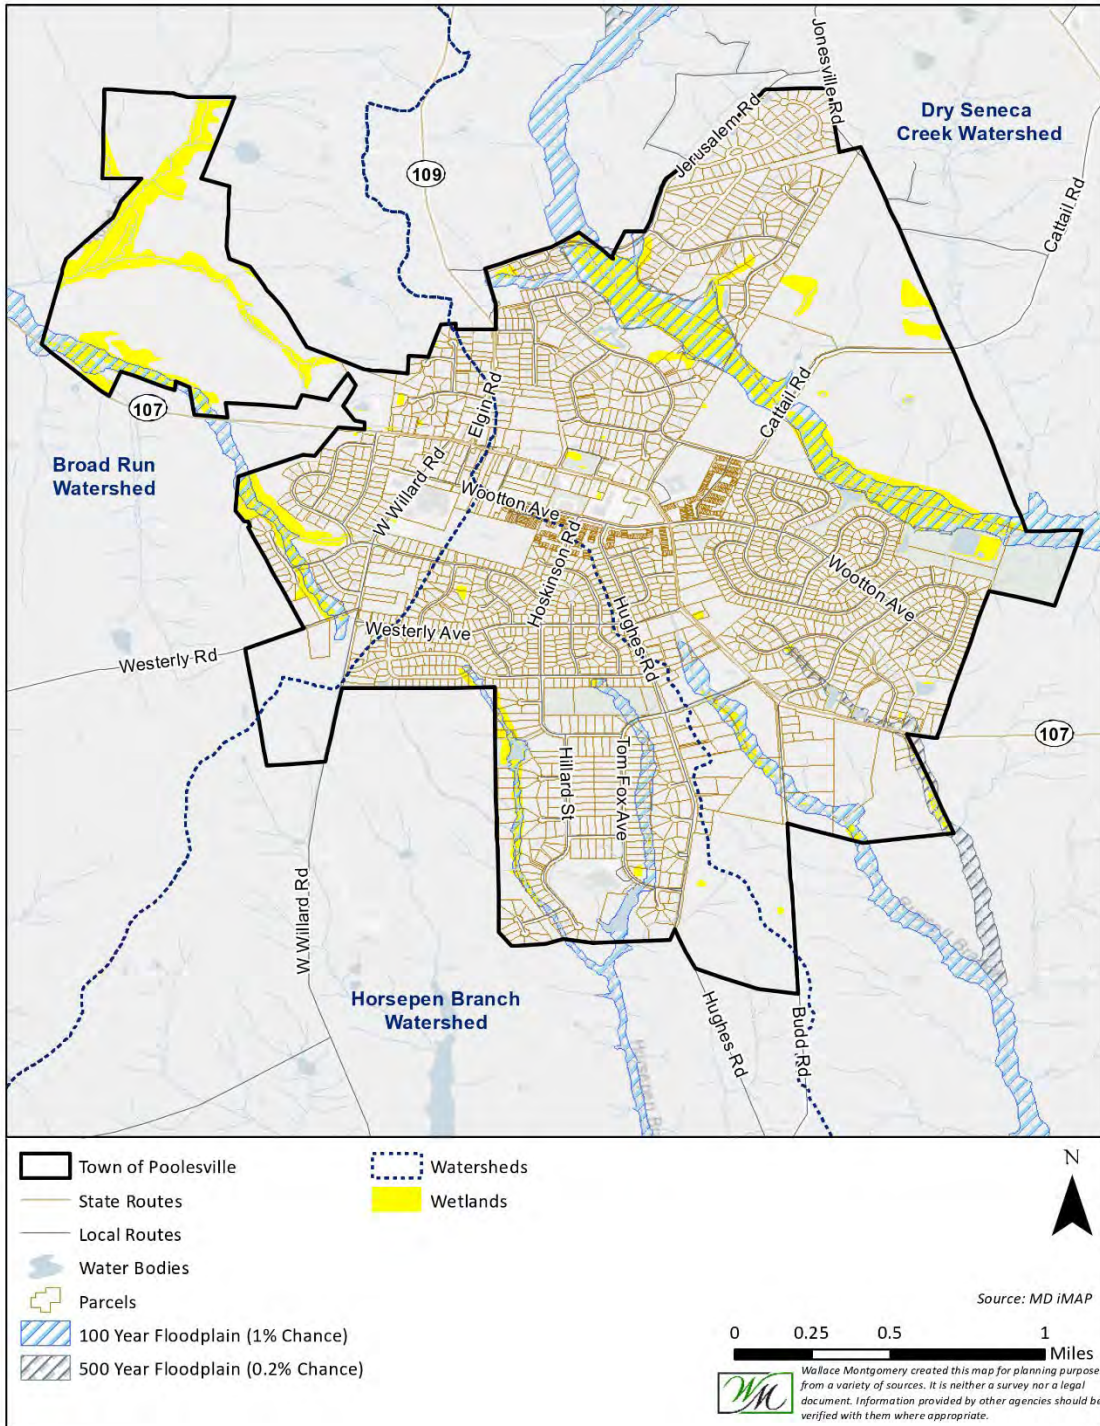 Jonesville Rd
Dry Seneca
Creek Watershed
Jerusalem Rd
109
Cattail Rd
107
Elgin Rd
Cattail Rd
Broad Run
Watershed
W Willard Rd
Wootton Ave
Hoskinson Rd
Wootton Ave
Hughes Rd
Westerly Ave
Westerly Rd
107
Hillard St
Tom Fox Ave
W Willard Rd
Horsepen Branch
Watershed
Hughes Rd
Budd Rd
Town of Poolesville
State Routes
Local Routes
Water Bodies
Parcels
100 Year Floodplain (1% Chance)
500 Year Floodplain (0.2% Chance)
Watersheds
Wetlands
N
Source: MD iMAP
0 0.25 0.5 1
Miles
WM
Wallace Montgomery created this map for planning purpose
from a variety of sources. It is neither a survey nor a legal
document. Information provided by other agencies should be
verified with them where appropriate.